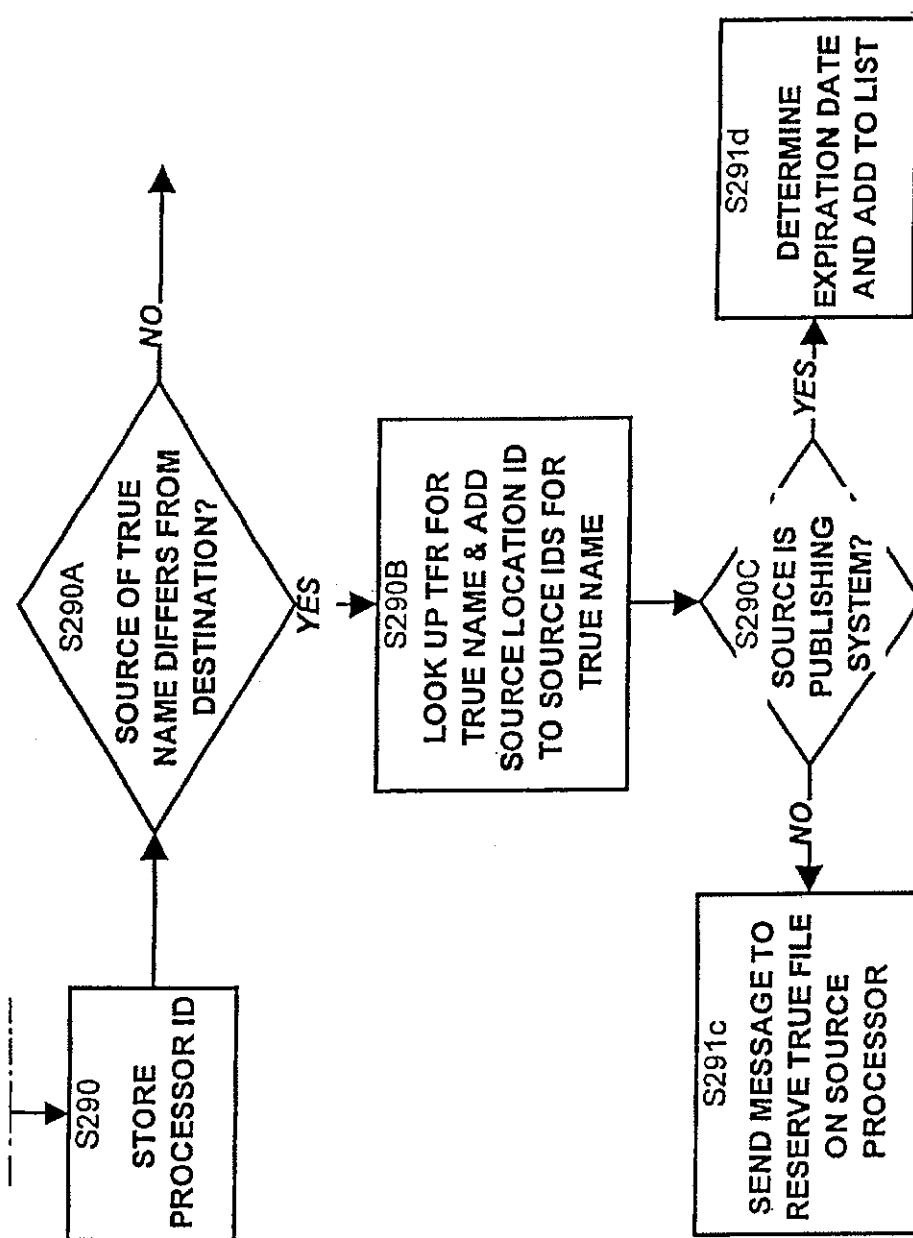 S290
STORE
PROCESSOR ID
S290A
SOURCE OF TRUE
NAME DIFFERS FROM
DESTINATION?
NO
YES
S290B
LOOK UP TFR FOR
TRUE NAME & ADD
SOURCE LOCATION ID
TO SOURCE IDS FOR
TRUE NAME
S290C
SOURCE IS
PUBLISHING
SYSTEM?
NO
YES
S291c
SEND MESSAGE TO
RESERVE TRUE FILE
ON SOURCE
PROCESSOR
S291d
DETERMINE
EXPIRATION DATE
AND ADD TO LIST